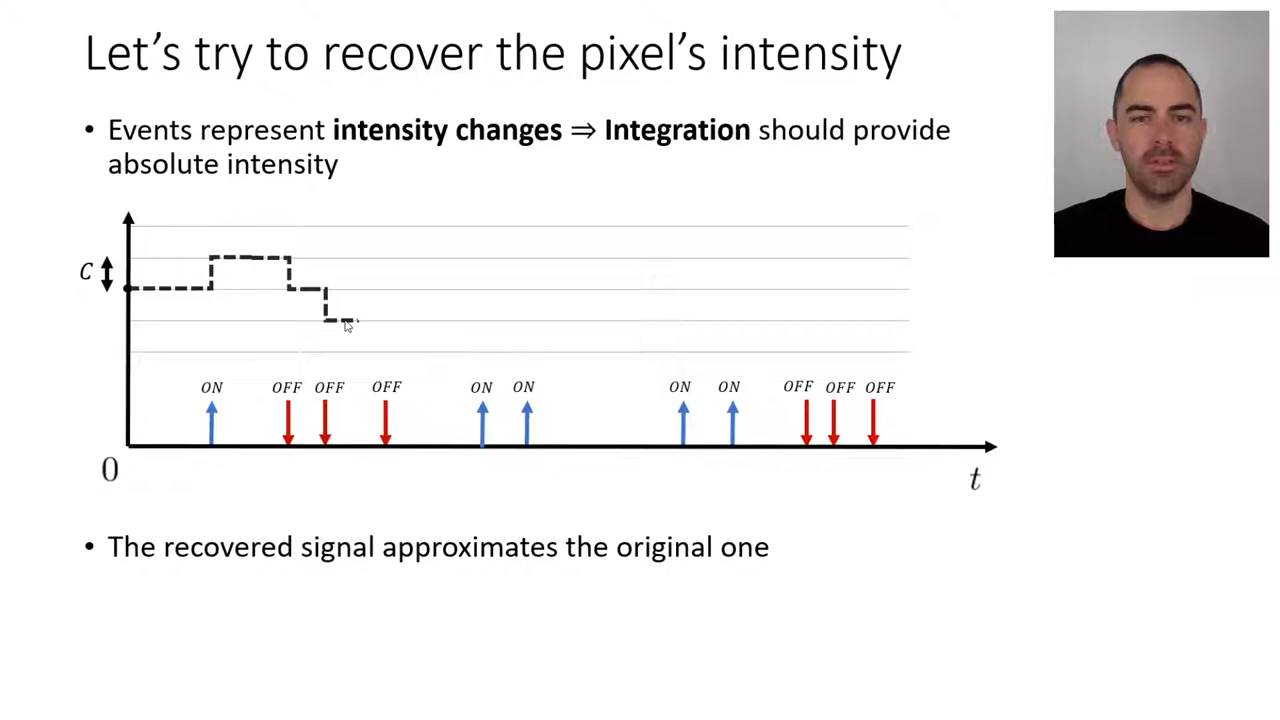 Let's try to recover the pixel's intensity
• Events represent intensity changes ⇒ Integration should provide
absolute intensity
C
ON OFF OFF OFF ON ON ON ON OFF OFF OFF
0
t
• The recovered signal approximates the original one